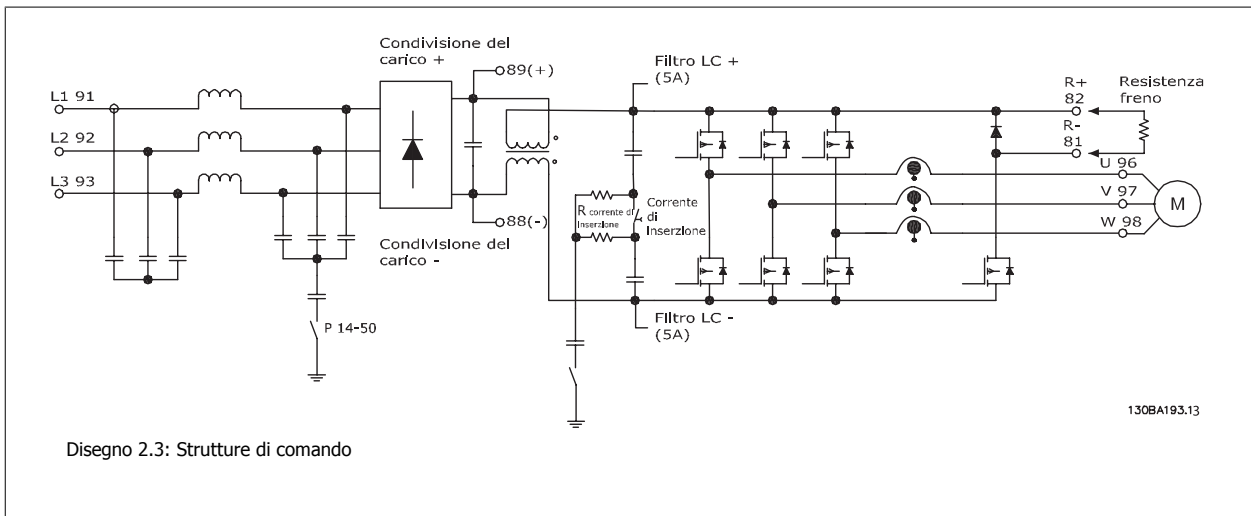 Condivisione del
carico +
89(+)
Filtro LC +
(5A)
L1 91
L2 92
L3 93
R+
82
Resistenza
freno
R-
81
U 96
V 97
W 98
M
R corrente di
Inserzione
Corrente
di
Inserzione
88(-)
Condivisione del
carico -
P 14-50
Filtro LC -
(5A)
130BA193.13
Disegno 2.3: Strutture di comando